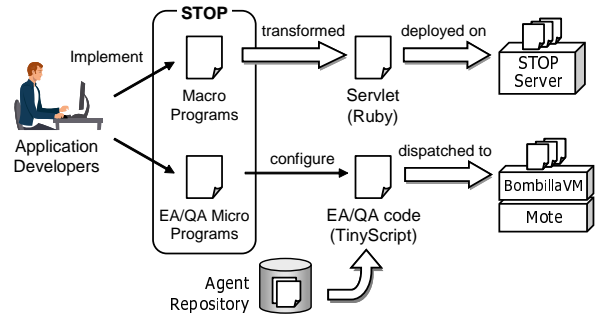 STOP
Implement
transformed
deployed on
STOP
Server
Macro
Programs
Servlet
(Ruby)
Application
Developers
configure
dispatched to
BombillaVM
Mote
EA/QA Micro
Programs
EA/QA code
(TinyScript)
Agent
Repository